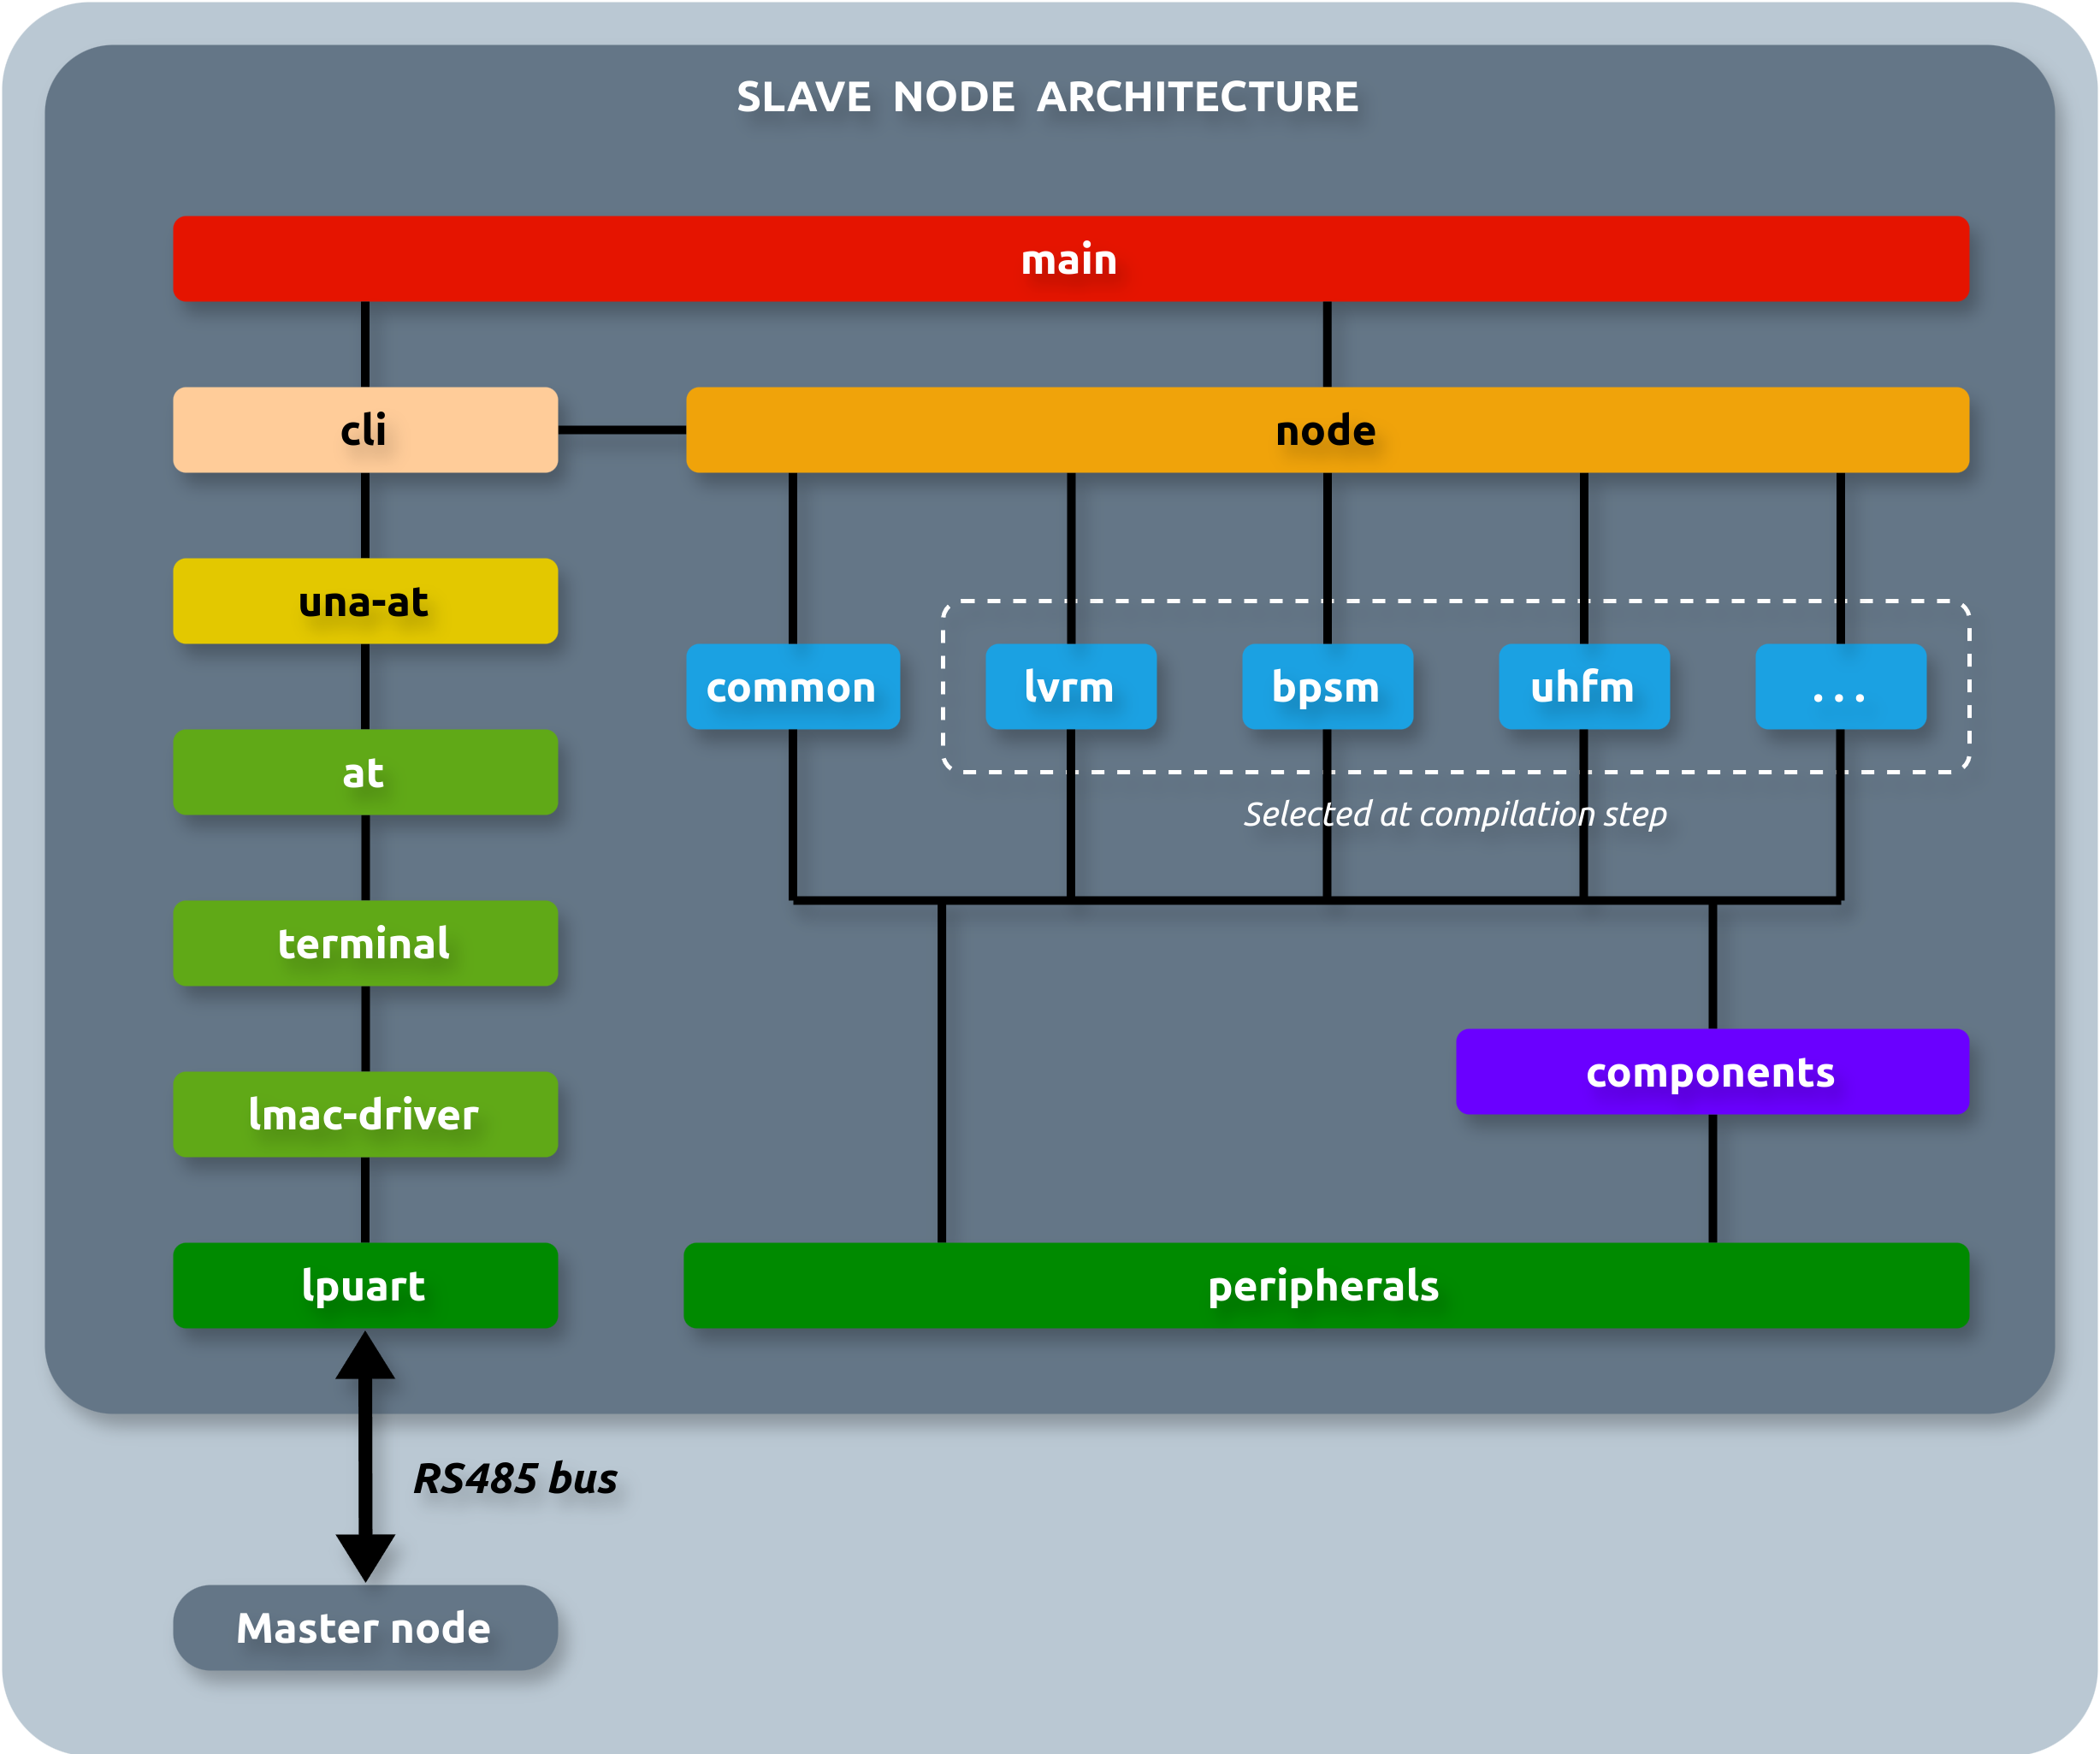 SLAVE NODE ARCHITECTURE
main
cli
node
una-at
common
lvrm
bpsm
uhfm
...
at
Selected at compilation step
terminal
components
lmac-driver
lpuart
peripherals
RS485 bus
Master node